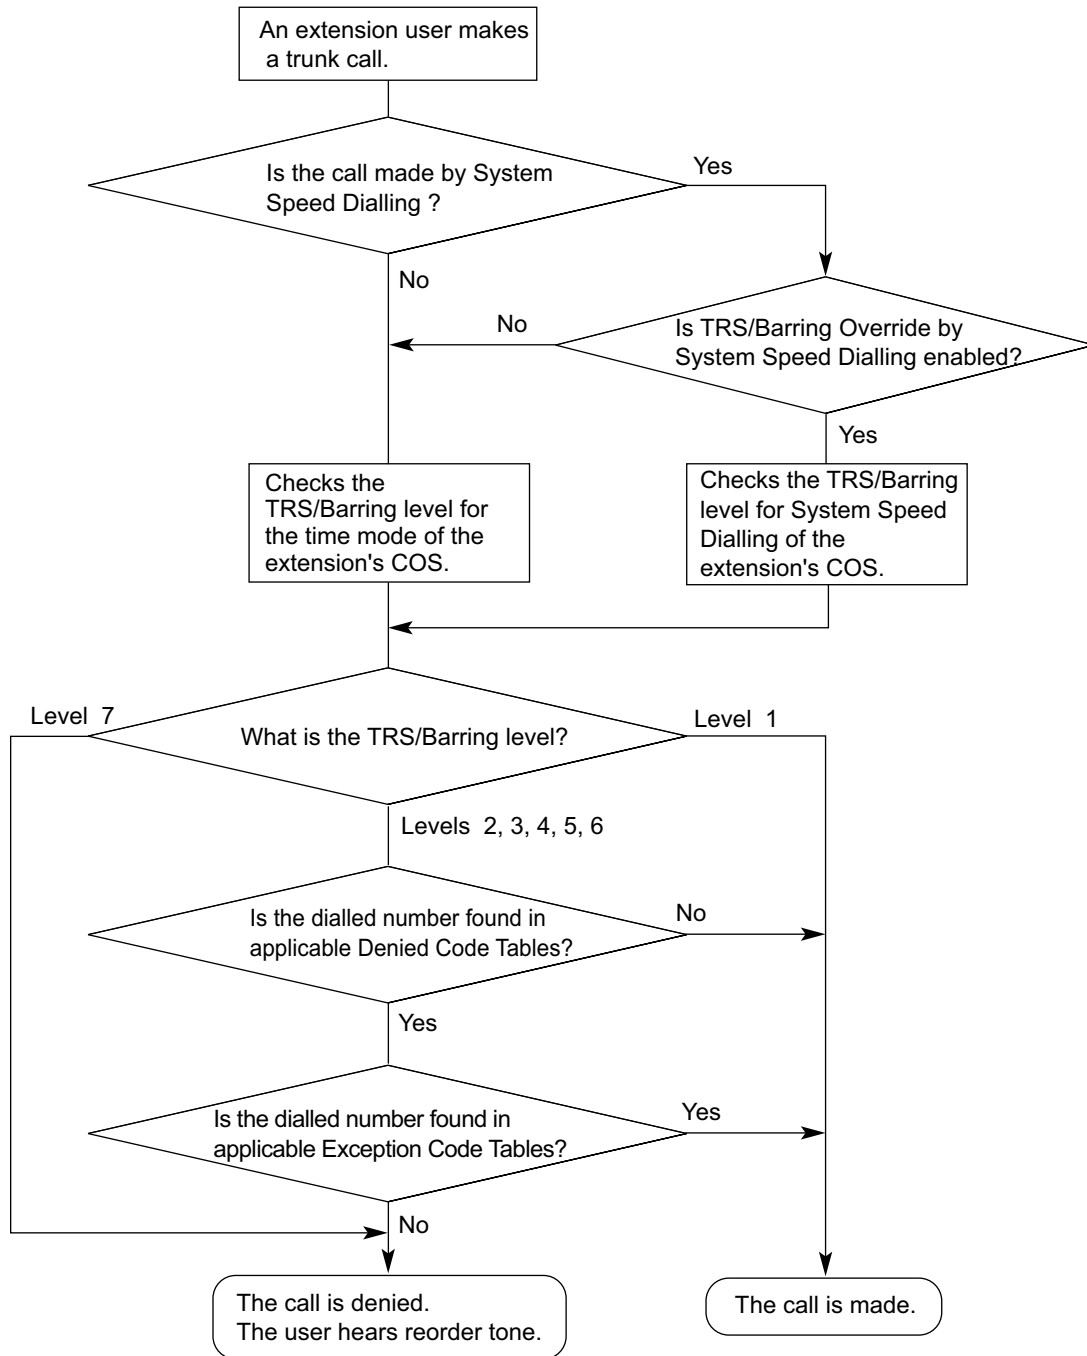 An extension user makes
a trunk call.
Is the call made by System
Speed Dialling ?
Yes
No
Is TRS/Barring Override by
System Speed Dialling enabled?
No
Yes
Checks the
TRS/Barring level for
the time mode of the
extension's COS.
Checks the TRS/Barring
level for System Speed
Dialling of the
extension's COS.
Level 7
What is the TRS/Barring level?
Level 1
Levels 2, 3, 4, 5, 6
Is the dialled number found in
applicable Denied Code Tables?
No
Yes
Is the dialled number found in
applicable Exception Code Tables?
Yes
No
The call is denied.
The user hears reorder tone.
The call is made.